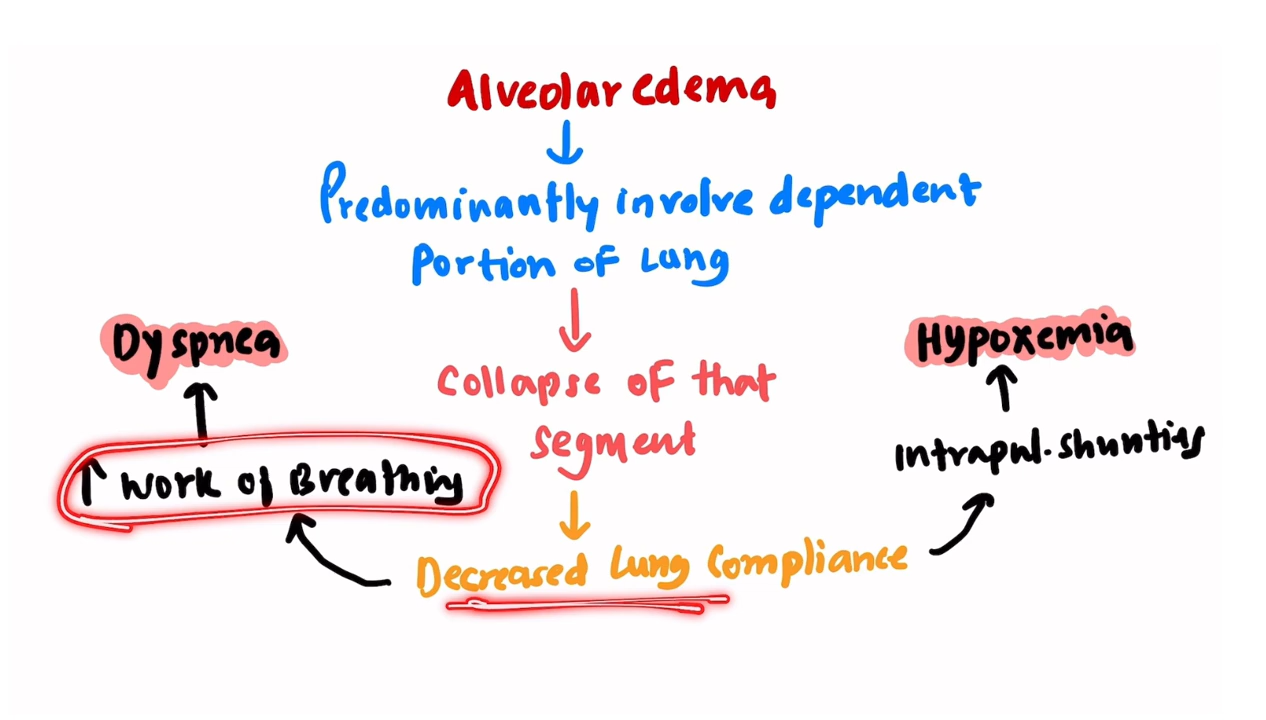 Alveolar edema
Predominantly involve dependent
portion of Lung
Dyspnea
Hypoxemia
Collapse of that
segment
Intrapul. shunting
↑ Work of Breathing
Decreased Lung Compliance